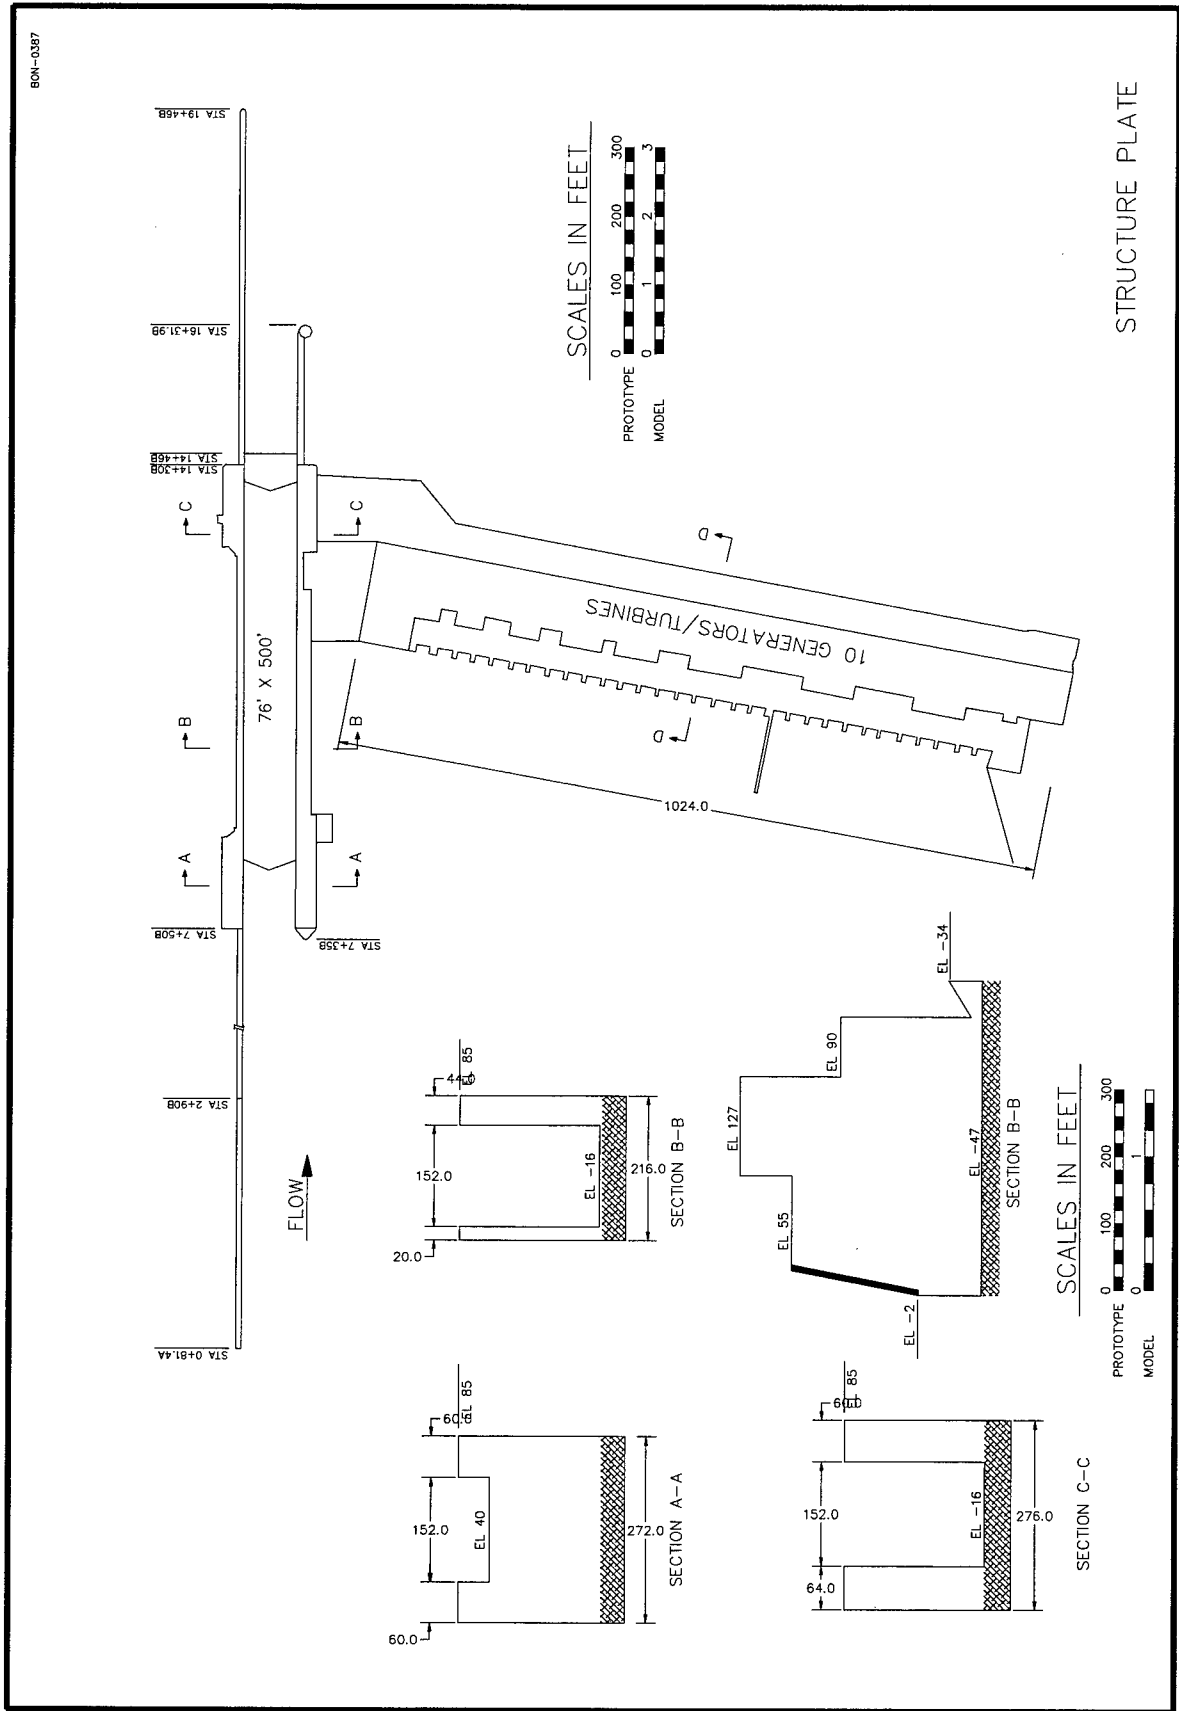 BON-0387
STA 19+46B
STA 16+31.9B
STA 14+46B
STA 14+30B
C
C
76' X 500'
B
B
A
A
STA 7+50B
STA 7+35B
STA 2+90B
STA 0+81.4A
FLOW
D
D
10 GENERATORS/TURBINES
1024.0
SCALES IN FEET
PROTOTYPE
0 100 200 300
MODEL
0 1 2 3
STRUCTURE PLATE
60.0
EL 85
152.0
EL 40
60.0
272.0
SECTION A-A
44.0
EL 85
152.0
EL -16
20.0
216.0
SECTION B-B
60.0
EL 85
152.0
EL -16
64.0
276.0
SECTION C-C
EL -34
EL 90
EL 127
EL 55
EL -47
EL -2
SECTION B-B
SCALES IN FEET
PROTOTYPE
0 100 200 300
MODEL
0 1